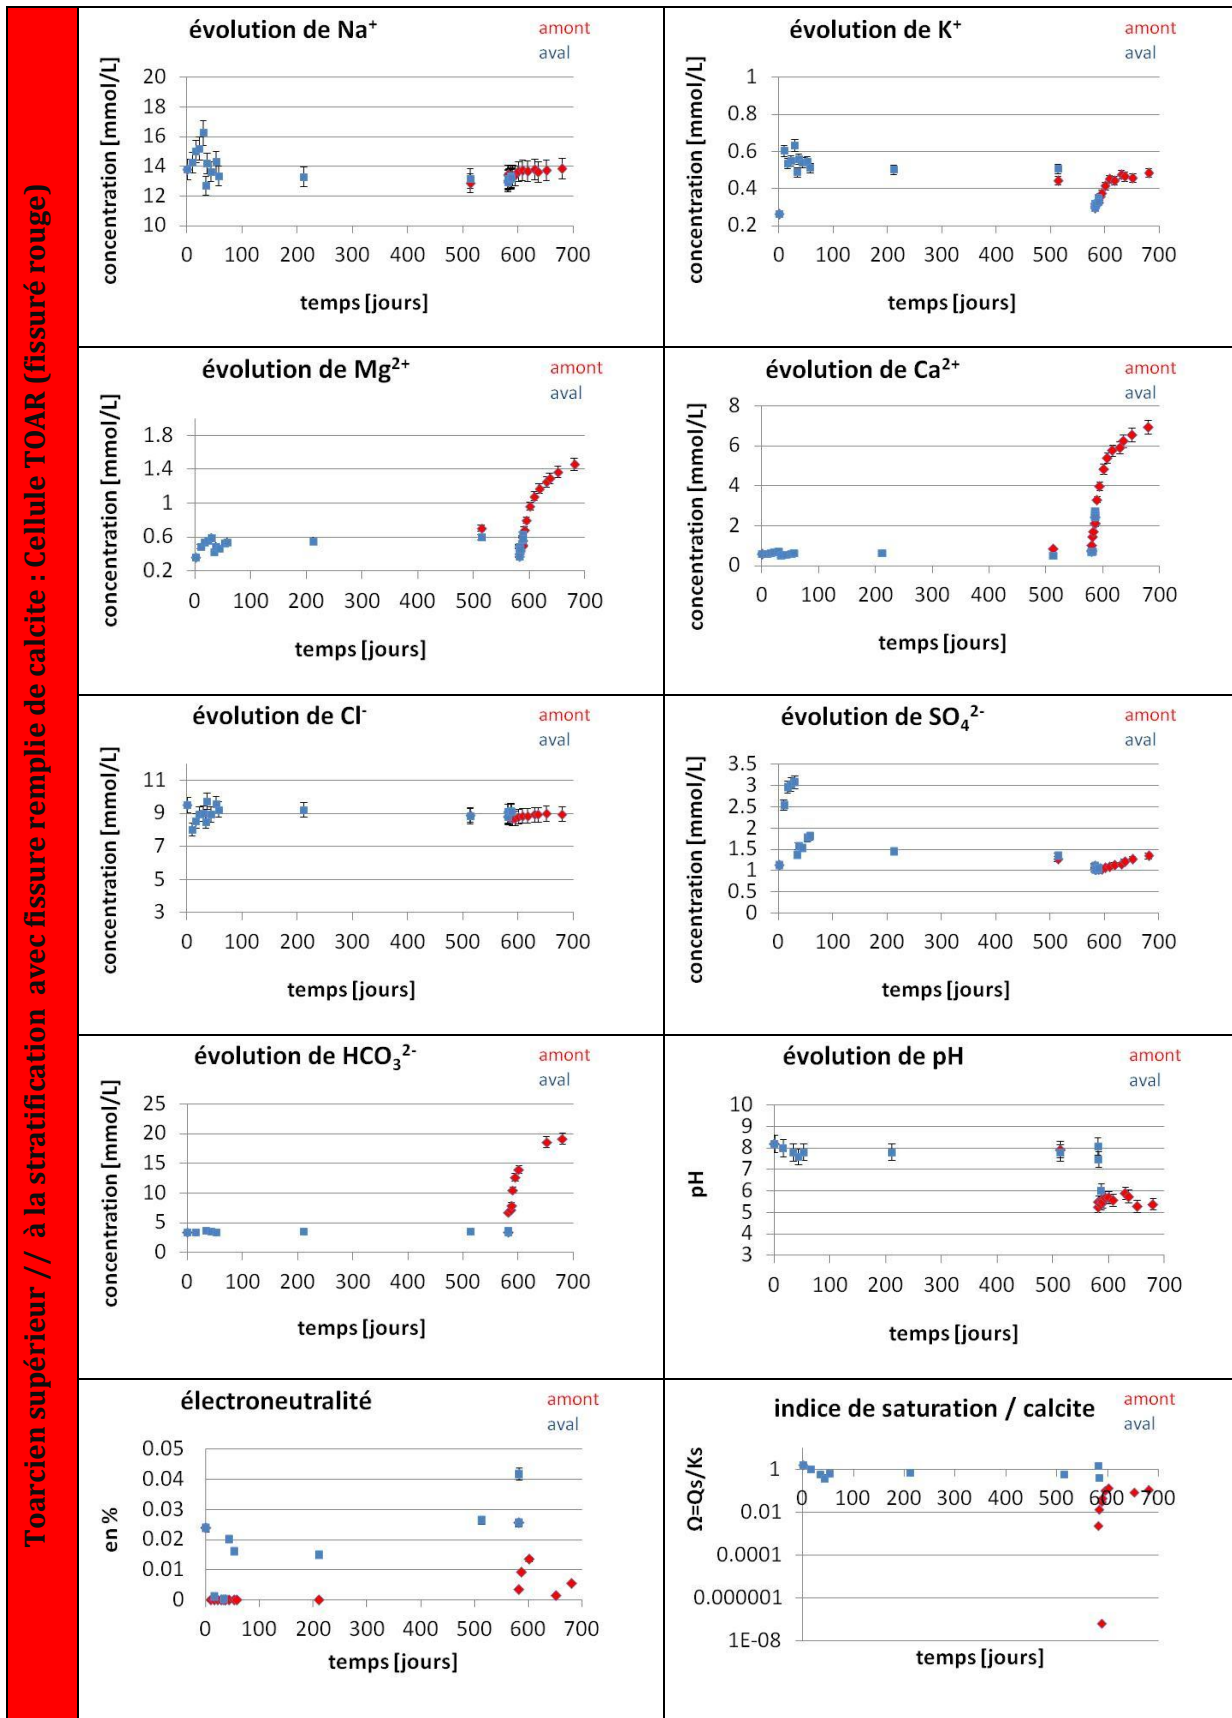 Toarcien supérieur // à la stratification avec fissure remplie de calcite : Cellule TOAR (fissuré rouge)
évolution de Na⁺
amont
aval
concentration [mmol/L]
20
18
16
14
12
10
0 100 200 300 400 500 600 700
temps [jours]
évolution de K⁺
amont
aval
concentration [mmol/L]
1
0.8
0.6
0.4
0.2
0 100 200 300 400 500 600 700
temps [jours]
évolution de Mg²⁺
amont
aval
concentration [mmol/L]
1.8
1.4
1
0.6
0.2
0 100 200 300 400 500 600 700
temps [jours]
évolution de Ca²⁺
amont
aval
concentration [mmol/L]
8
6
4
2
0
0 100 200 300 400 500 600 700
temps [jours]
évolution de Cl⁻
amont
aval
concentration [mmol/L]
11
9
7
5
3
0 100 200 300 400 500 600 700
temps [jours]
évolution de SO₄²⁻
amont
aval
concentration [mmol/L]
3.5
3
2.5
2
1.5
1
0.5
0
0 100 200 300 400 500 600 700
temps [jours]
évolution de HCO₃²⁻
amont
aval
concentration [mmol/L]
25
20
15
10
5
0
0 100 200 300 400 500 600 700
temps [jours]
évolution de pH
amont
aval
pH
10
9
8
7
6
5
4
3
0 100 200 300 400 500 600 700
temps [jours]
électroneutralité
amont
aval
en %
0.05
0.04
0.03
0.02
0.01
0
0 100 200 300 400 500 600 700
temps [jours]
indice de saturation / calcite
amont
aval
Ω=Qs/Ks
1
0.01
0.0001
0.000001
1E-08
0 100 200 300 400 500 600 700
temps [jours]